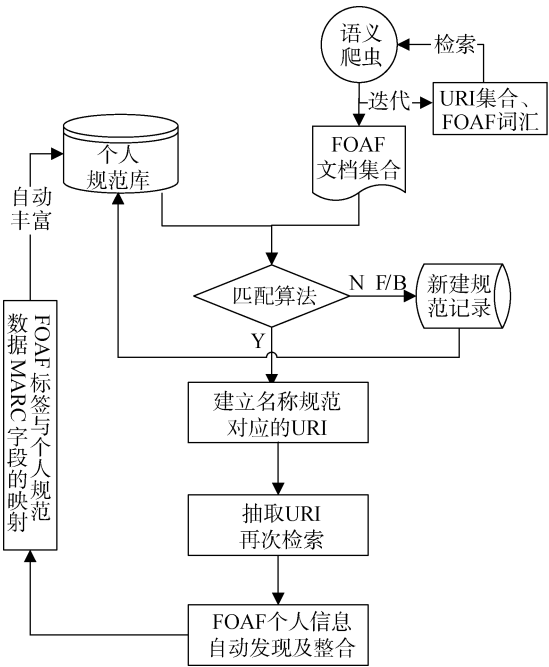 语义
爬虫
检索
迭代
URI集合、
FOAF词汇
FOAF
文档集合
个人
规范库
自动
丰富
匹配算法
N F/B
新建规
范记录
Y
建立名称规范
对应的URI
FOAF标签与个人规范
数据MARC字段的映射
抽取URI
再次检索
FOAF个人信息
自动发现及整合